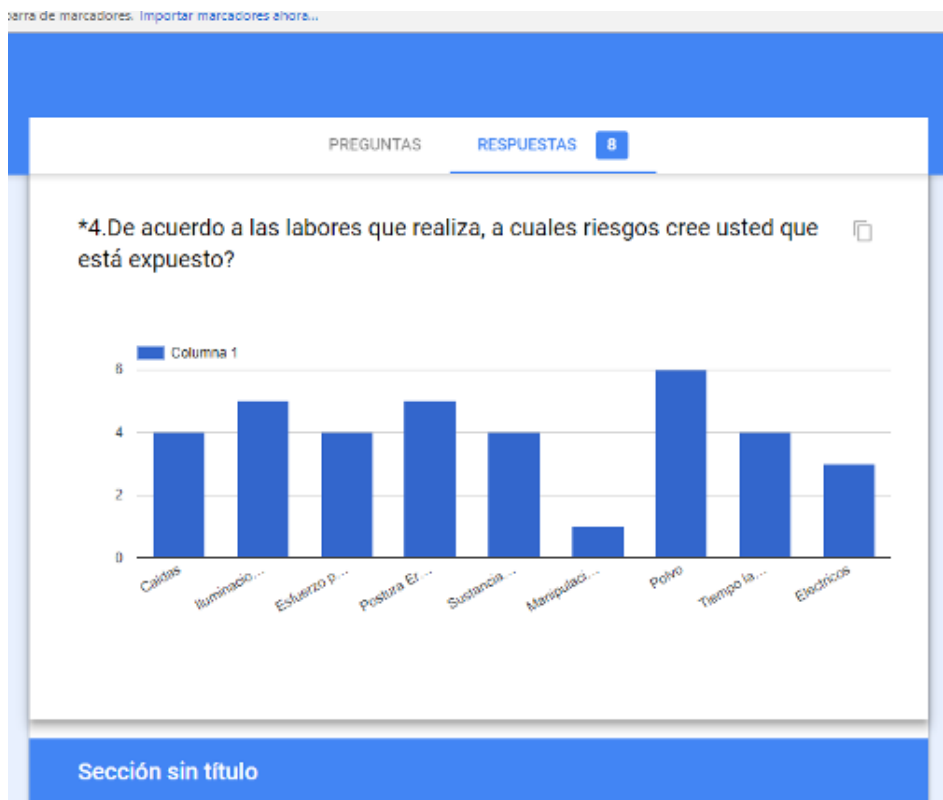 barra de marcadores. Importar marcadores ahora...
PREGUNTAS RESPUESTAS 8
*4.De acuerdo a las labores que realiza, a cuales riesgos cree usted que
está expuesto?
Columna 1
6
4
2
0
Caidas Iluminacio... Esfuerzo p... Postura Er... Sustancia... Manipulaci... Polvo Tiempo la... Electricos
Sección sin título